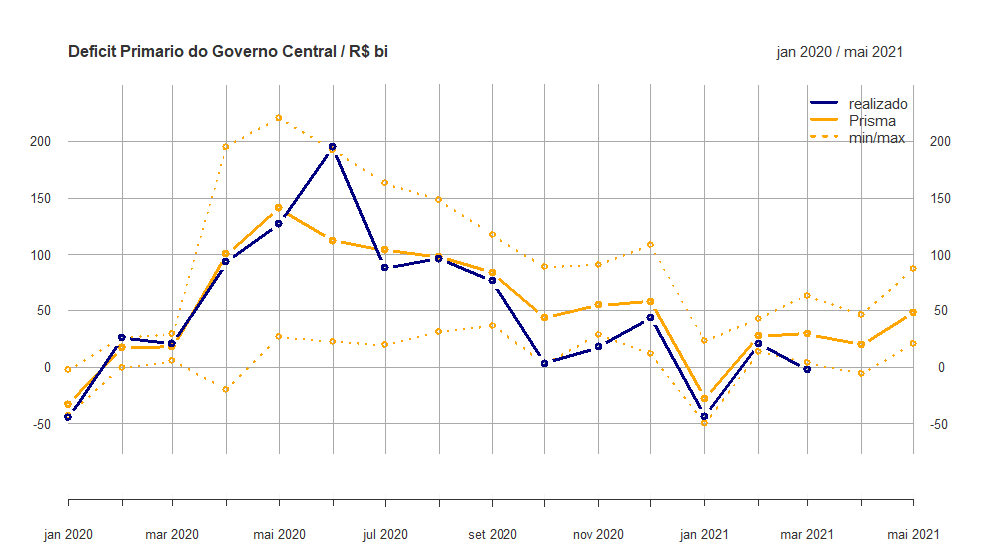 Deficit Primario do Governo Central / R$ bi
jan 2020 / mai 2021
realizado
Prisma
min/max
200
150
100
50
0
-50
200
150
100
50
0
-50
jan 2020 mar 2020 mai 2020 jul 2020 set 2020 nov 2020 jan 2021 mar 2021 mai 2021